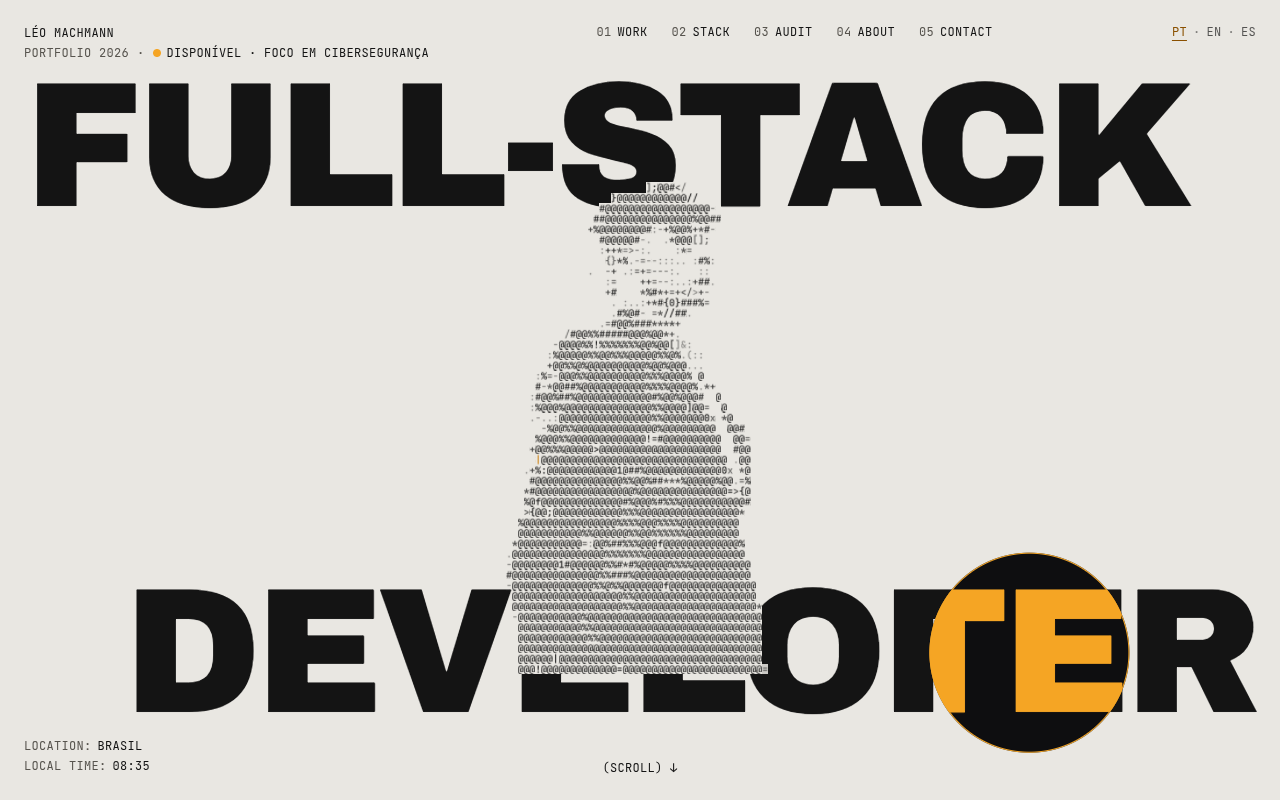 LÉO MACHMANN
PORTFOLIO 2026 · DISPONÍVEL · FOCO EM CIBERSEGURANÇA
01 WORK 02 STACK 03 AUDIT 04 ABOUT 05 CONTACT
PT · EN · ES
FULL-STACK
DEVELOPER
LOCATION: BRASIL
LOCAL TIME: 08:35
(SCROLL) ↓